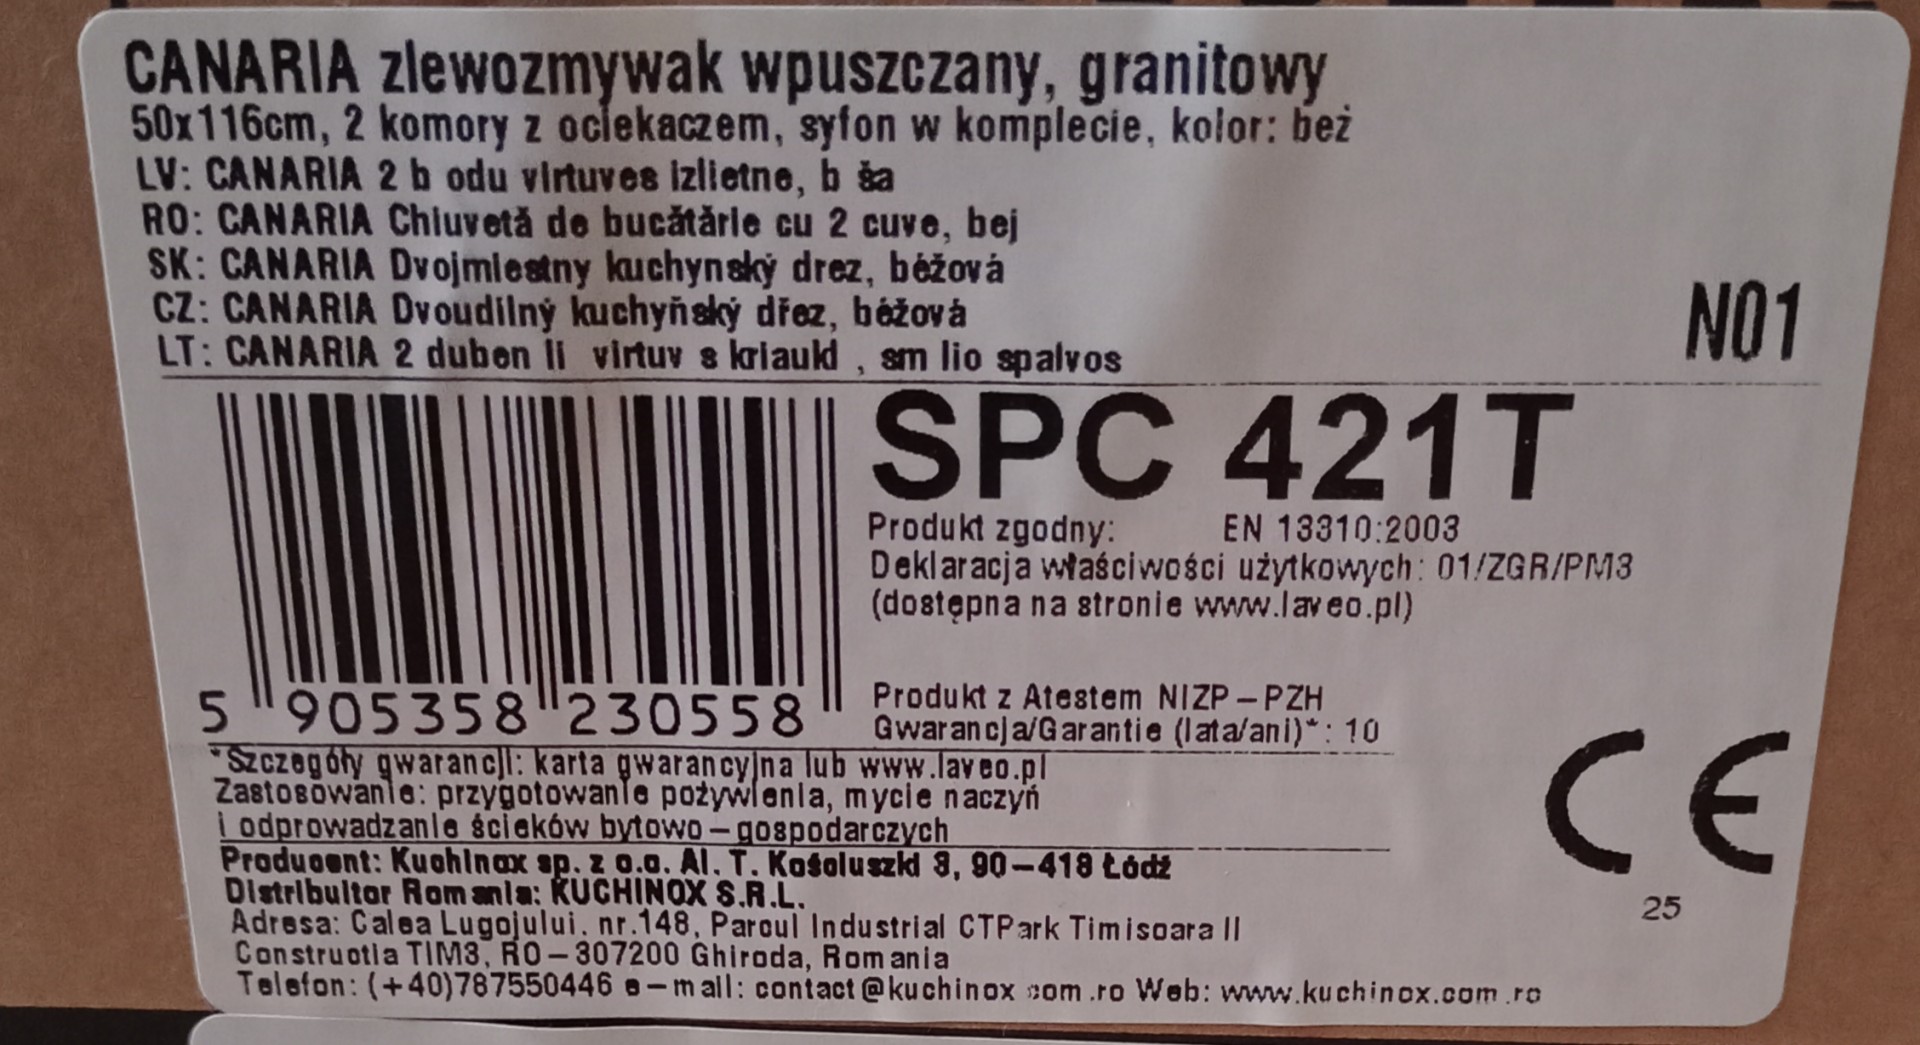 CANARIA zlewozmywak wpuszczany, granitowy
50x116cm, 2 komory z ociekaczem, syfon w komplecie, kolor: beż
LV: CANARIA 2 b odu virtuves izlietne, b ša
RO: CANARIA Chiuvetă de bucătărie cu 2 cuve, bej
SK: CANARIA Dvojmiestny kuchynský drez, béžová
CZ: CANARIA Dvoudílný kuchyňský dřez, béžová
LT: CANARIA 2 duben li virtuv s kriaukl , sm lio spalvos
N01
SPC 421T
Produkt zgodny: EN 13310:2003
Deklaracja właściwości użytkowych: 01/ZGR/PM3
(dostępna na stronie www.laveo.pl)
Produkt z Atestem NIZP – PZH
Gwarancja/Garantie (lata/ani)*: 10
5 905358 230558
*Szczegóły gwarancji: karta gwarancyjna lub www.laveo.pl
Zastosowanie: przygotowanie pożywienia, mycie naczyń
i odprowadzanie ścieków bytowo – gospodarczych
Producent: Kuchinox sp. z o.o. Al. T. Kościuszki 3, 90–418 Łódź
Distribuitor Romania: KUCHINOX S.R.L.
Adresa: Calea Lugojului, nr.148, Parcul Industrial CTPark Timisoara II
Constructia TIM3, RO – 307200 Ghiroda, Romania
Telefon: (+40)787550446 e–mail: contact@kuchinox.com.ro Web: www.kuchinox.com.ro
CE
25